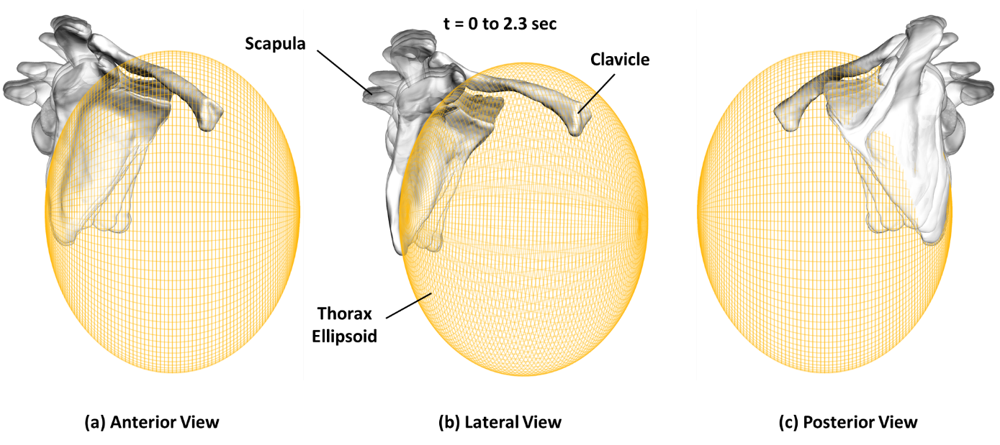 t = 0 to 2.3 sec
Scapula
Clavicle
Thorax
Ellipsoid
(a) Anterior View
(b) Lateral View
(c) Posterior View